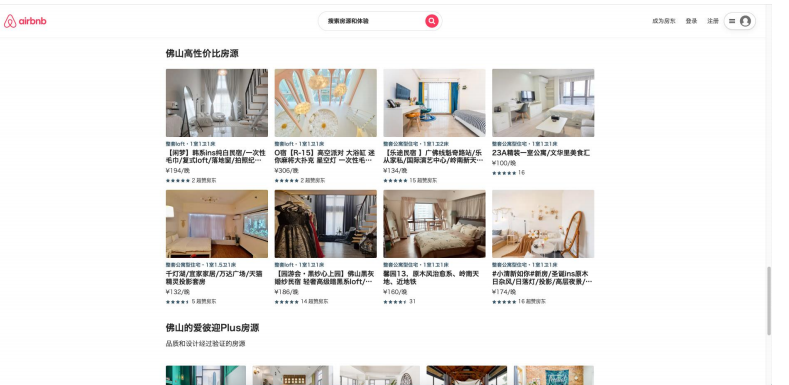 airbnb
搜索房源和体验
成为房东 登录 注册
佛山高性价比房源
整套loft · 1室1卫1床
【闲梦】韩系ins纯白民宿/一次性
毛巾/复式loft/落地窗/拍照纪…
¥194/晚
★★★★★ 2 超赞房东
整套loft · 1室1卫1床
O宿【R-15】高空派对 大浴缸 迷
你麻将大扑克 星空灯 一次性毛…
¥306/晚
★★★★★ 2 超赞房东
整套公寓型住宅 · 1室1卫2床
【乐途民宿 】广佛线魁奇路站/乐
从家私/国际演艺中心/岭南新天…
¥134/晚
★★★★★ 15 超赞房东
整套公寓型住宅 · 1室1卫1床
23A精装一室公寓/文华里美食汇
¥100/晚
★★★★★ 16
整套公寓型住宅 · 1室1.5卫1床
千灯湖/宜家家居/万达广场/天猫
精灵投影套房
¥132/晚
5 超赞房东
整套loft · 1室1卫1床
【园游会·黑纱心上园】佛山黑灰
婚纱民宿 轻奢高级暗黑系loft/…
¥186/晚
★★★★★ 14 超赞房东
整套公寓型住宅 · 1室1卫1床
馨园13、原木风治愈系、岭南天
地、近地铁
¥160/晚
31
整套公寓型住宅 · 1室1卫1床
#小清新如你#新房/圣诞ins原木
日杂风/日落灯/投影/高层夜景/…
¥174/晚
★★★★★ 16 超赞房东
佛山的爱彼迎Plus房源
品质和设计经过验证的房源